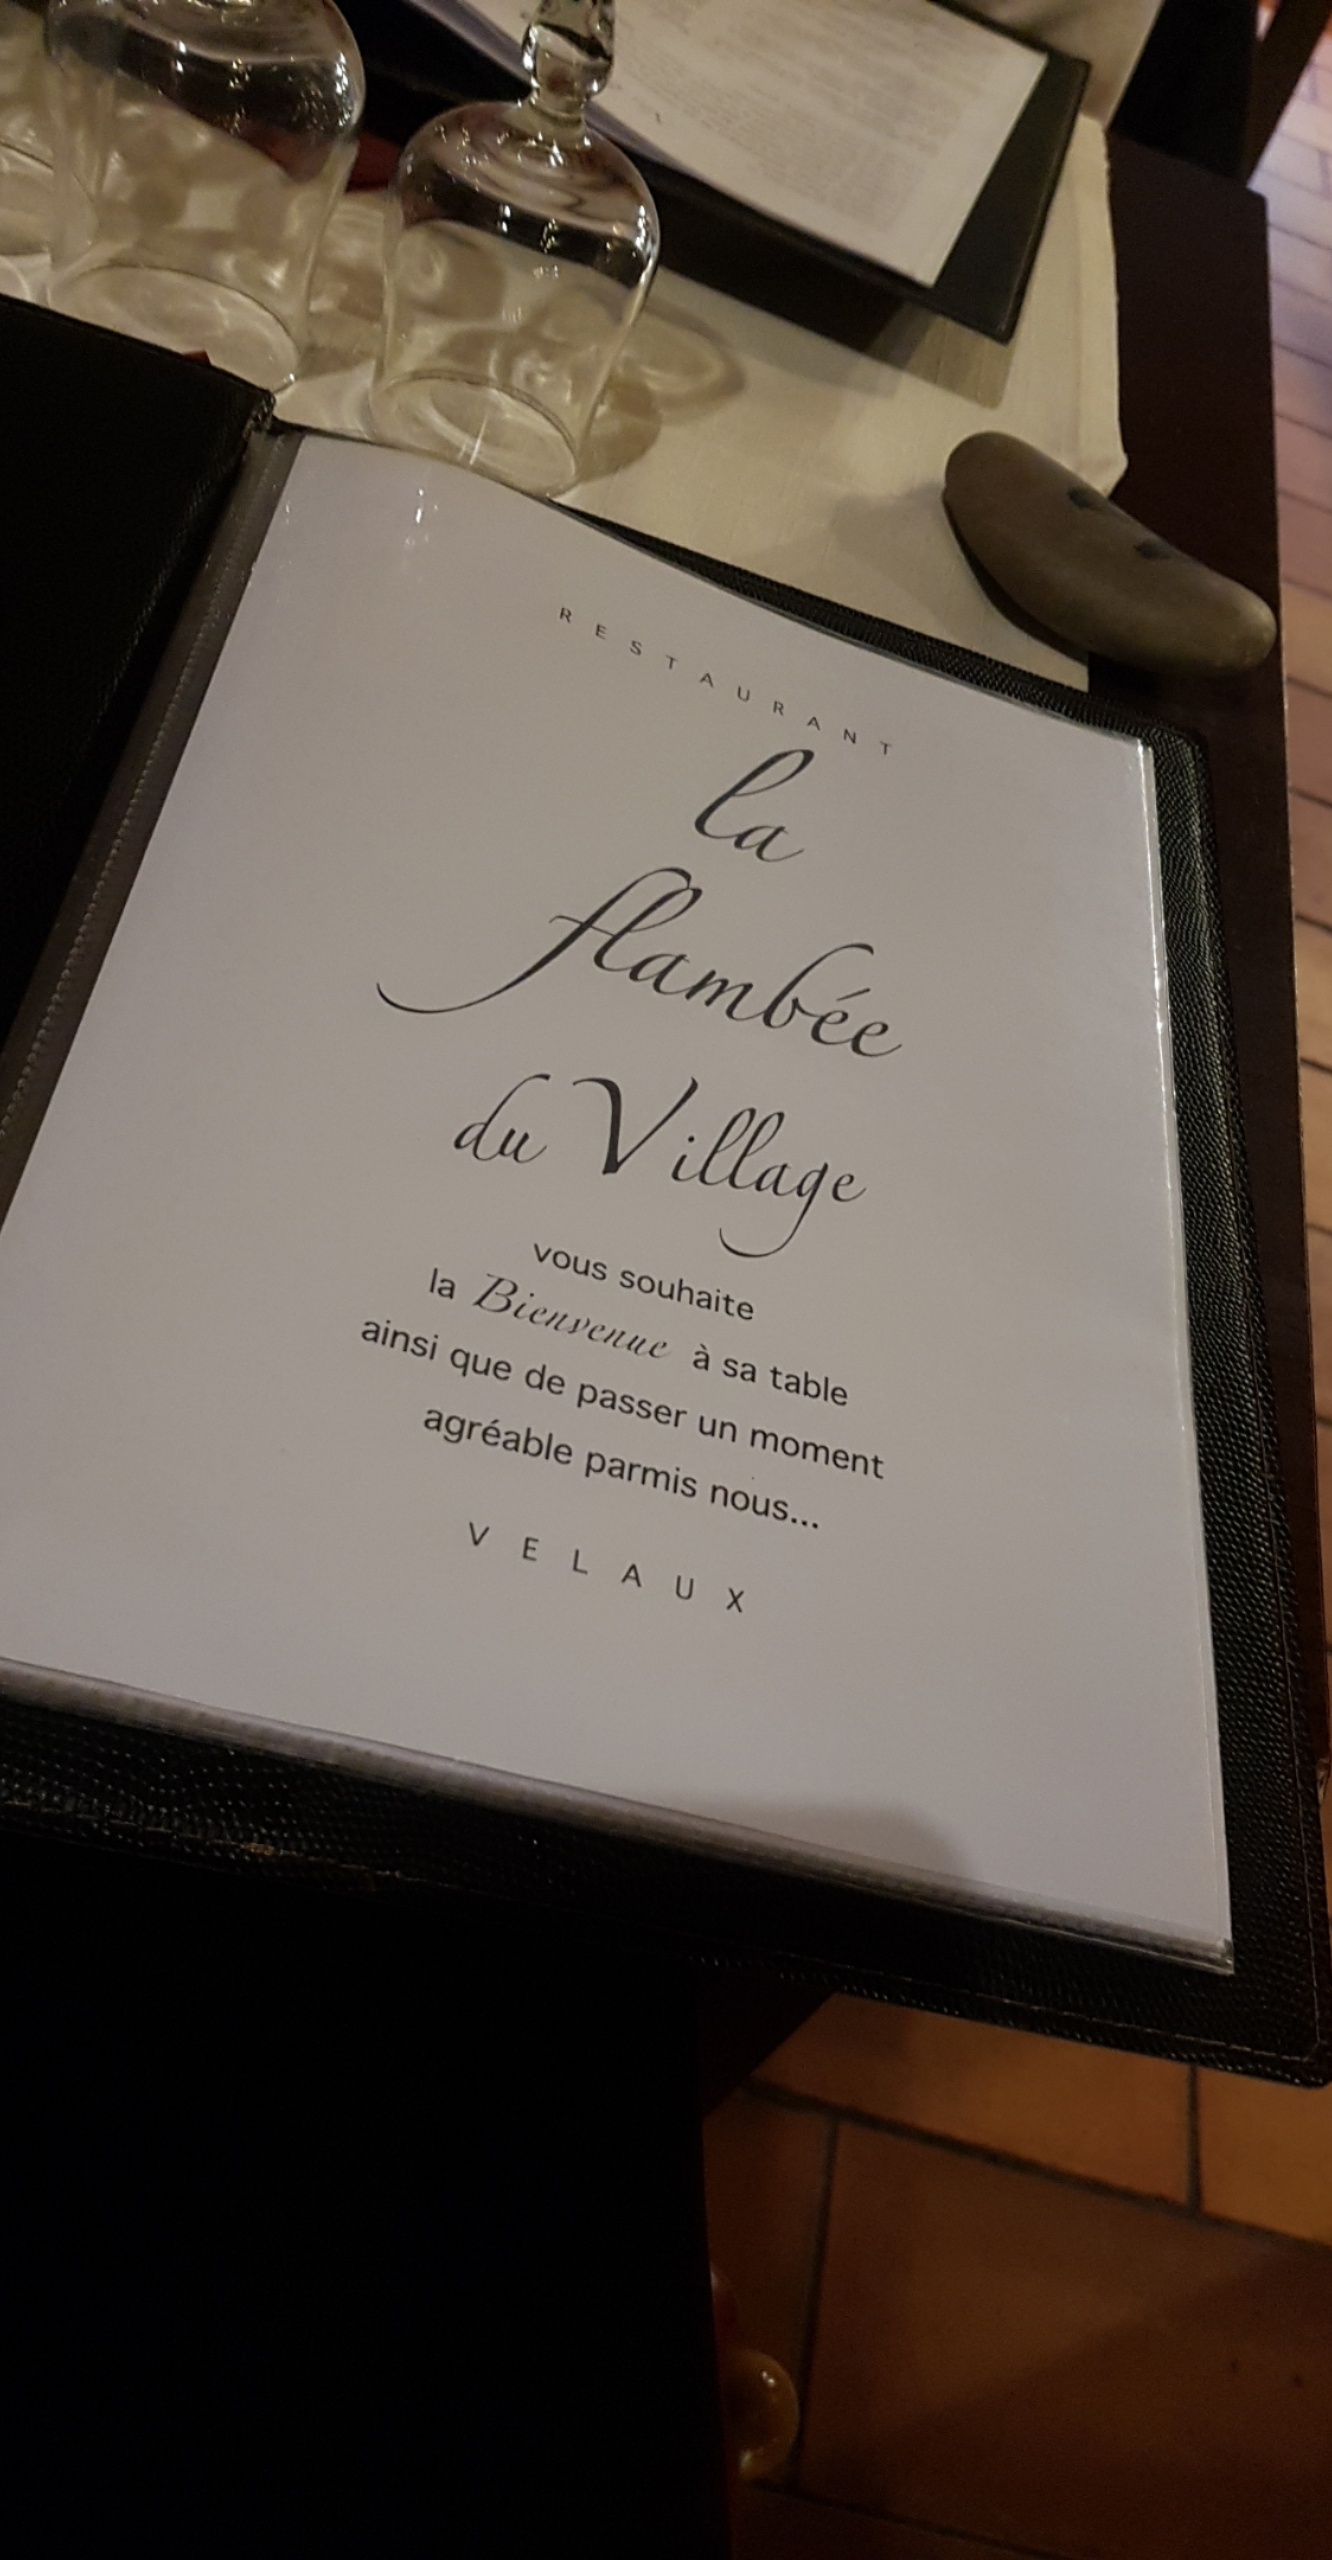 RESTAURANT
la
flambée
du Village
vous souhaite
la Bienvenue à sa table
ainsi que de passer un moment
agréable parmis nous...
VELAUX